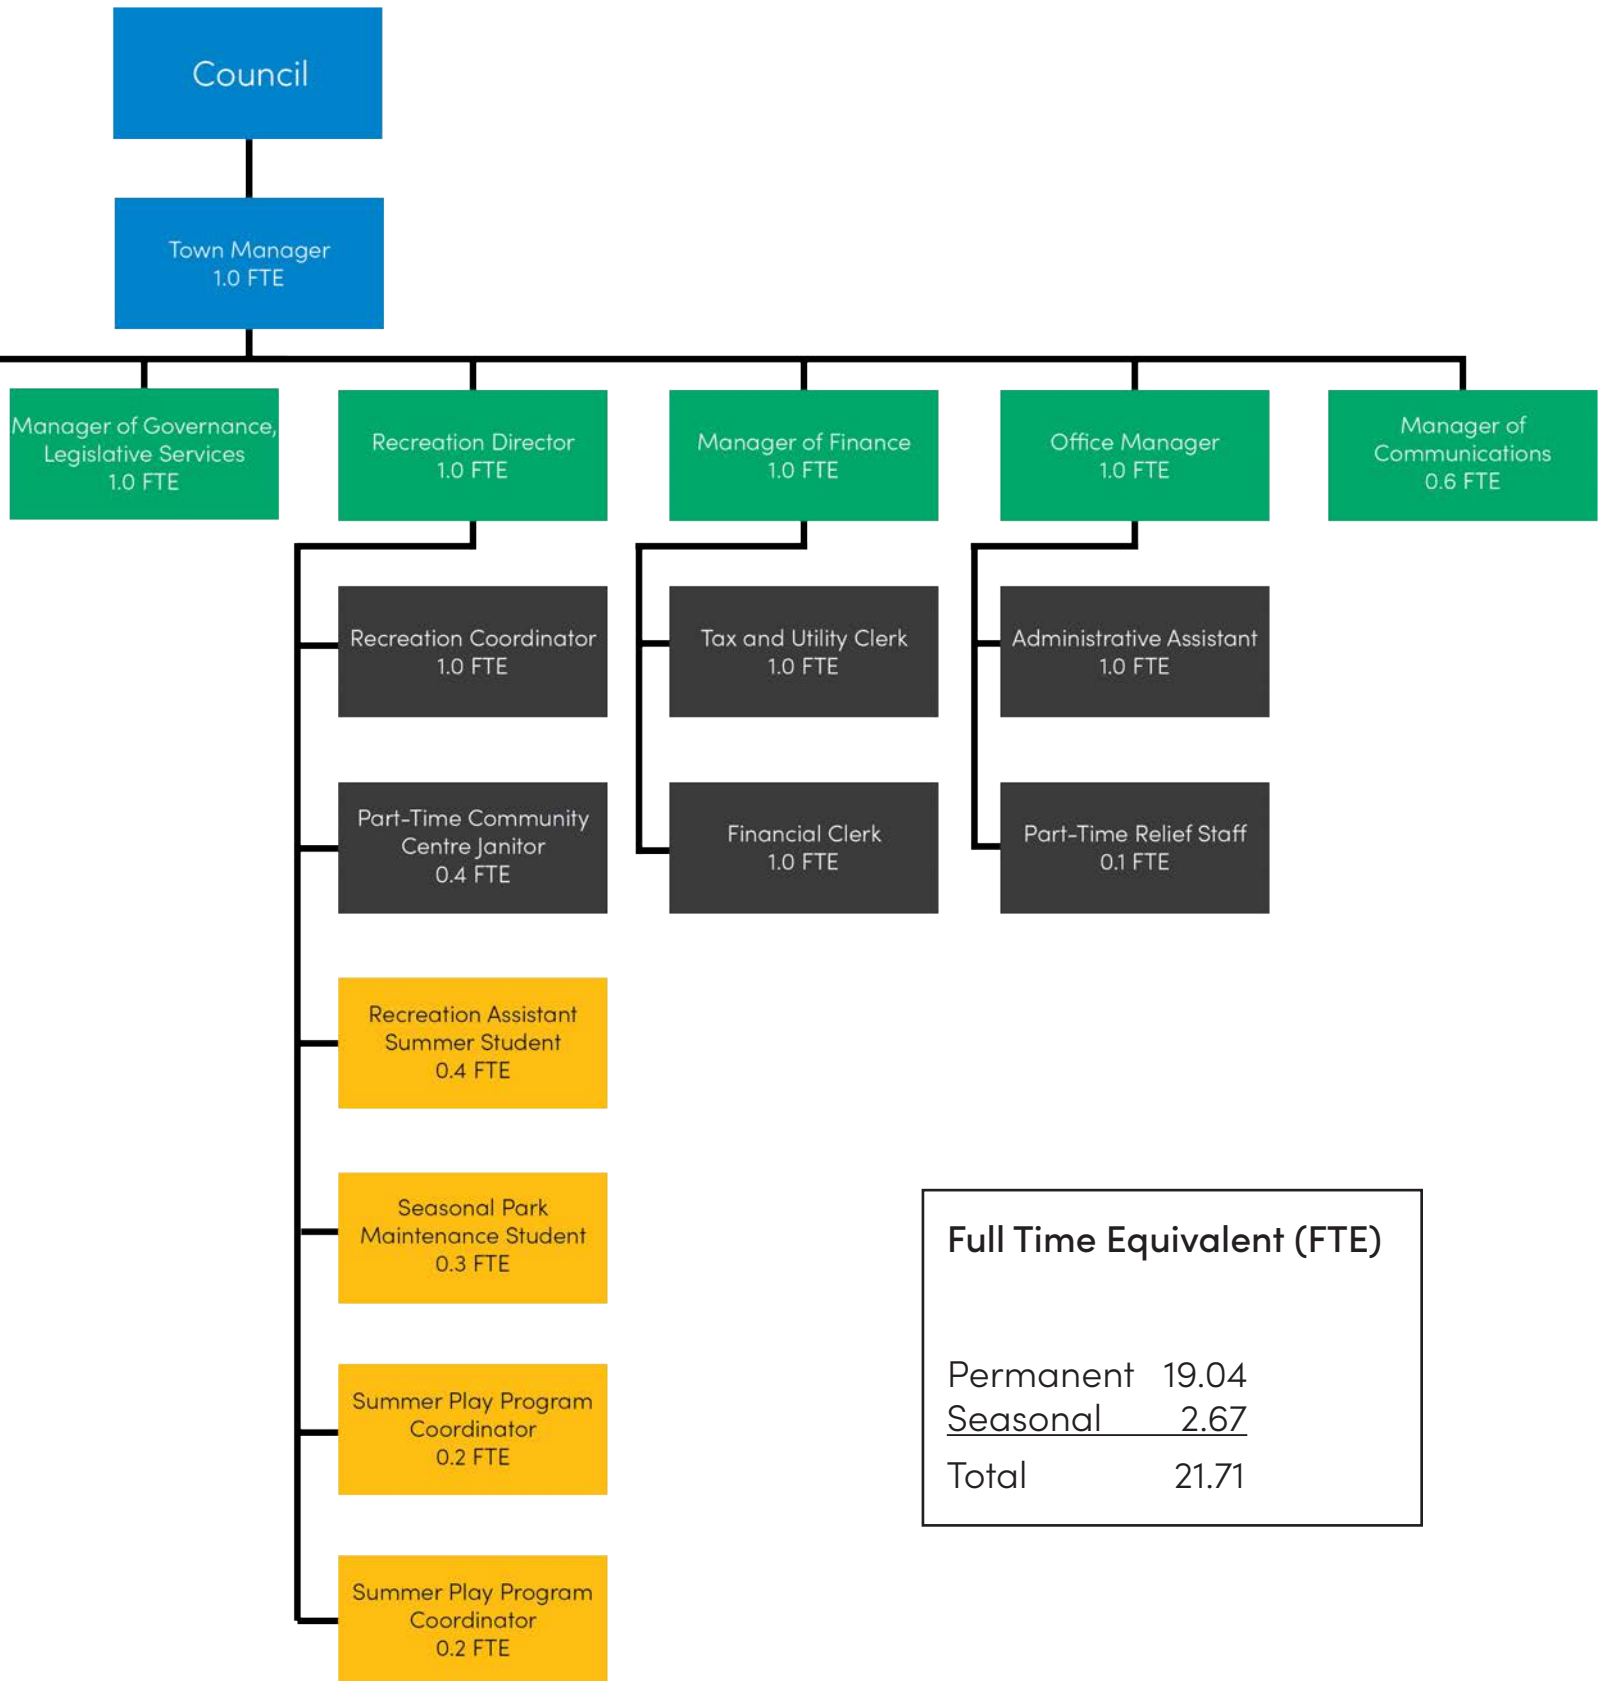 Council
Town Manager
1.0 FTE
Manager of Governance,
Legislative Services
1.0 FTE
Recreation Director
1.0 FTE
Manager of Finance
1.0 FTE
Office Manager
1.0 FTE
Manager of
Communications
0.6 FTE
Recreation Coordinator
1.0 FTE
Tax and Utility Clerk
1.0 FTE
Administrative Assistant
1.0 FTE
Part-Time Community
Centre Janitor
0.4 FTE
Financial Clerk
1.0 FTE
Part-Time Relief Staff
0.1 FTE
Recreation Assistant
Summer Student
0.4 FTE
Seasonal Park
Maintenance Student
0.3 FTE
Summer Play Program
Coordinator
0.2 FTE
Summer Play Program
Coordinator
0.2 FTE
Full Time Equivalent (FTE)
Permanent 19.04
Seasonal 2.67
Total 21.71